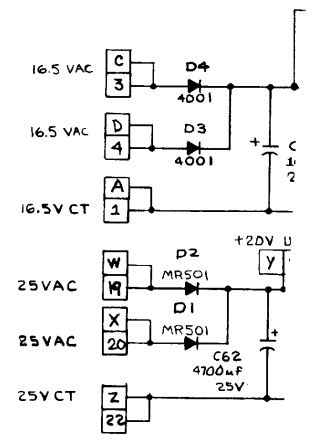 C
D4
16.5 VAC
3
4001
D
D3
16.5 VAC
4
4001
+
A
16.5V CT
1
+20V
Y
W
D2
MR501
25VAC
19
X
D1
MR501
25VAC
20
+
C62
4700uF
25V
25V CT
Z
22